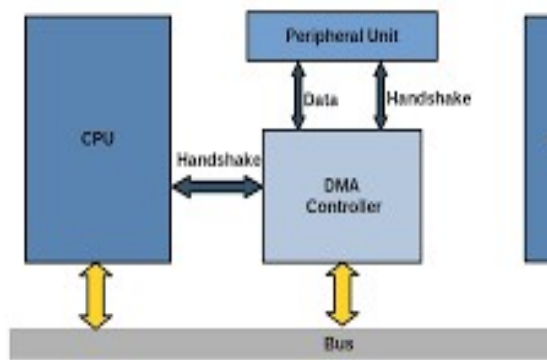 Peripheral Unit
Data
Handshake
CPU
Handshake
DMA
Controller
Bus